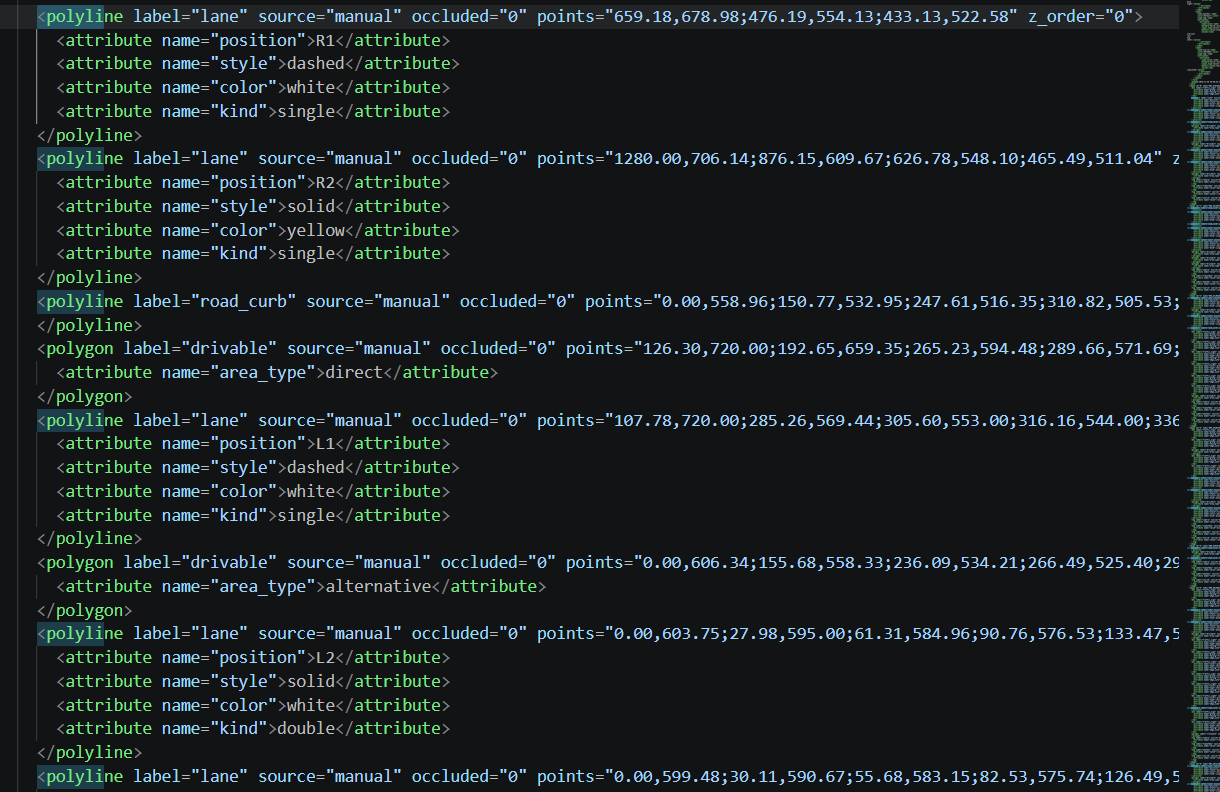 <polyline label="lane" source="manual" occluded="0" points="659.18,678.98;476.19,554.13;433.13,522.58" z_order="0">
<attribute name="position">R1</attribute>
<attribute name="style">dashed</attribute>
<attribute name="color">white</attribute>
<attribute name="kind">single</attribute>
</polyline>
<polyline label="lane" source="manual" occluded="0" points="1280.00,706.14;876.15,609.67;626.78,548.10;465.49,511.04" z
<attribute name="position">R2</attribute>
<attribute name="style">solid</attribute>
<attribute name="color">yellow</attribute>
<attribute name="kind">single</attribute>
</polyline>
<polyline label="road_curb" source="manual" occluded="0" points="0.00,558.96;150.77,532.95;247.61,516.35;310.82,505.53;
</polyline>
<polygon label="drivable" source="manual" occluded="0" points="126.30,720.00;192.65,659.35;265.23,594.48;289.66,571.69;
<attribute name="area_type">direct</attribute>
</polygon>
<polyline label="lane" source="manual" occluded="0" points="107.78,720.00;285.26,569.44;305.60,553.00;316.16,544.00;336
<attribute name="position">L1</attribute>
<attribute name="style">dashed</attribute>
<attribute name="color">white</attribute>
<attribute name="kind">single</attribute>
</polyline>
<polygon label="drivable" source="manual" occluded="0" points="0.00,606.34;155.68,558.33;236.09,534.21;266.49,525.40;29
<attribute name="area_type">alternative</attribute>
</polygon>
<polyline label="lane" source="manual" occluded="0" points="0.00,603.75;27.98,595.00;61.31,584.96;90.76,576.53;133.47,5
<attribute name="position">L2</attribute>
<attribute name="style">solid</attribute>
<attribute name="color">white</attribute>
<attribute name="kind">double</attribute>
</polyline>
<polyline label="lane" source="manual" occluded="0" points="0.00,599.48;30.11,590.67;55.68,583.15;82.53,575.74;126.49,5